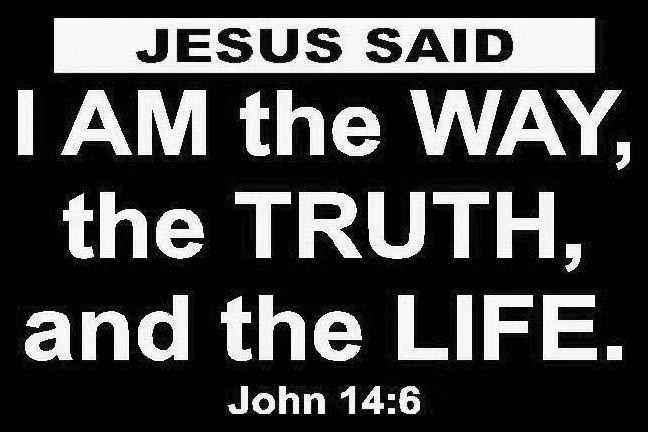 JESUS SAID
I AM the WAY,
the TRUTH,
and the LIFE.
John 14:6